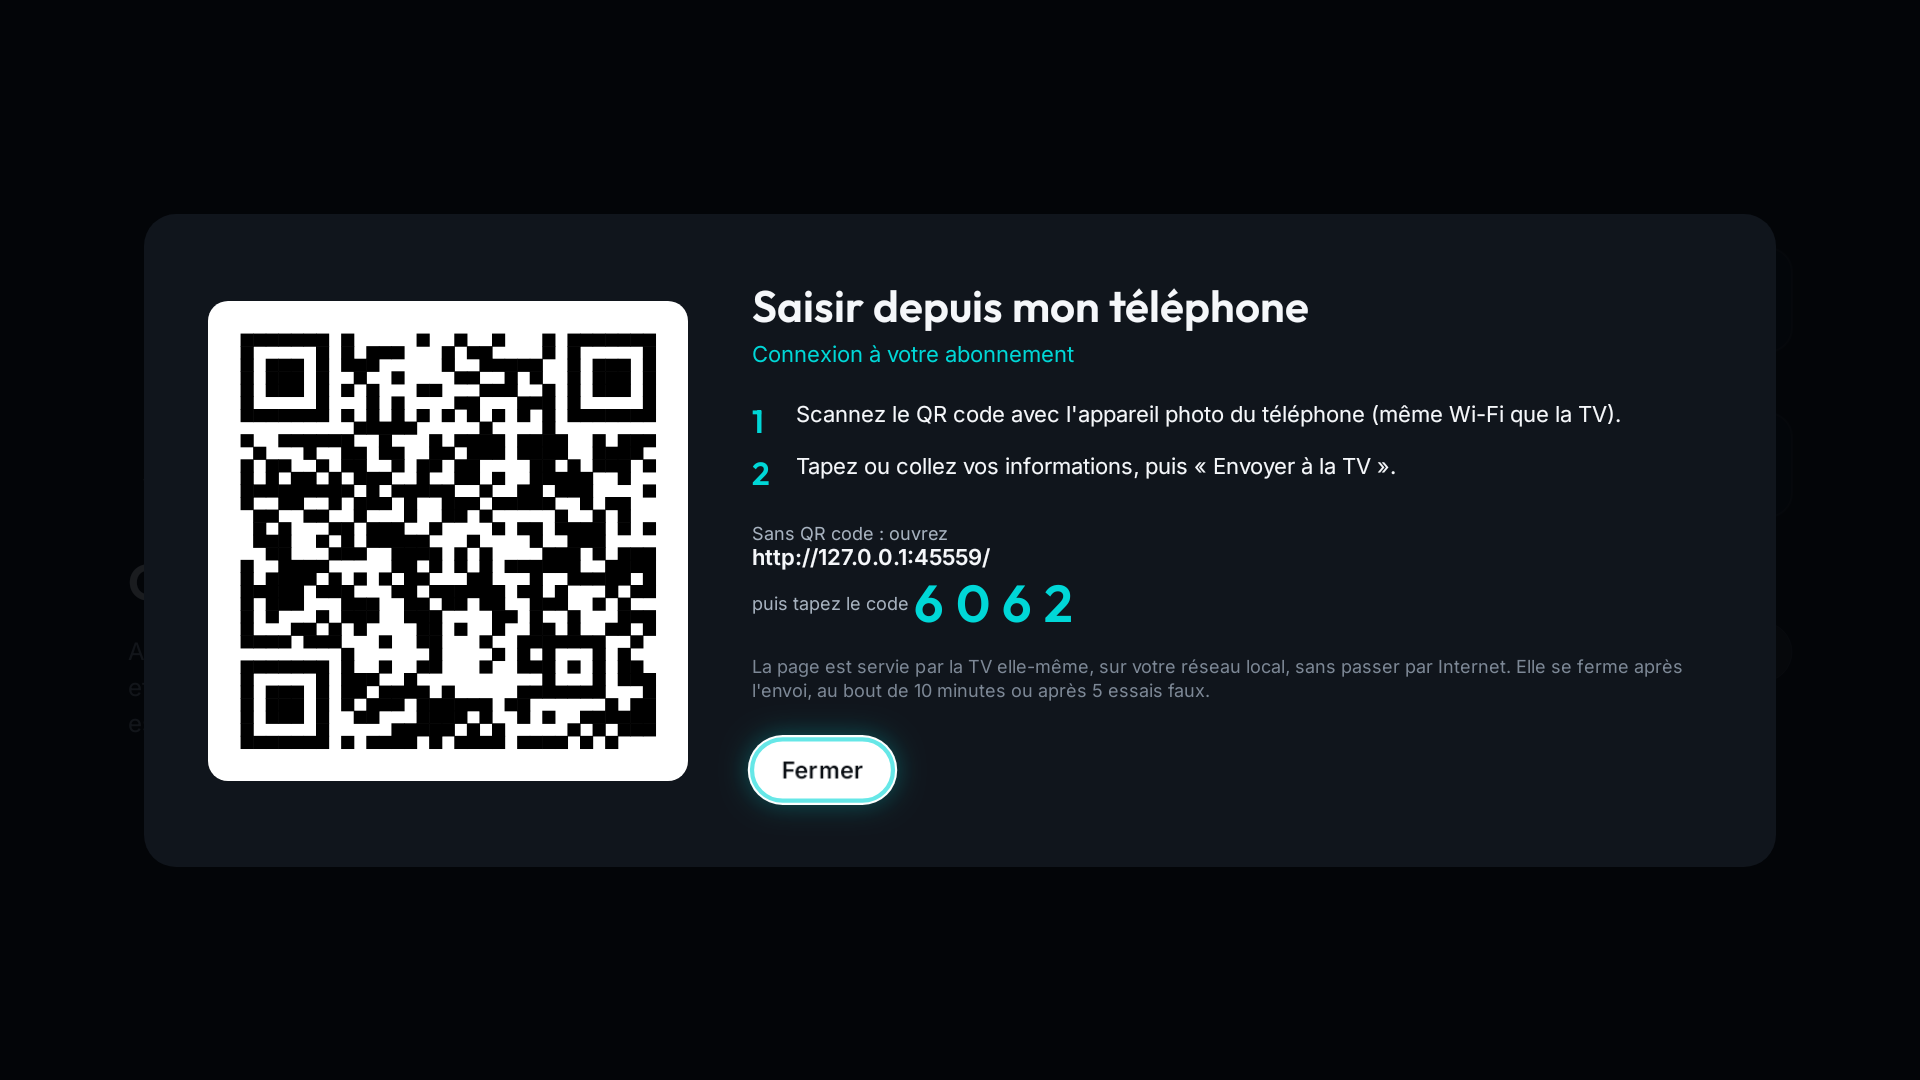 Saisir depuis mon téléphone
Connexion à votre abonnement
1 Scannez le QR code avec l'appareil photo du téléphone (même Wi-Fi que la TV).
2 Tapez ou collez vos informations, puis « Envoyer à la TV ».
Sans QR code : ouvrez
http://127.0.0.1:45559/
puis tapez le code 6062
La page est servie par la TV elle-même, sur votre réseau local, sans passer par Internet. Elle se ferme après
l'envoi, au bout de 10 minutes ou après 5 essais faux.
Fermer